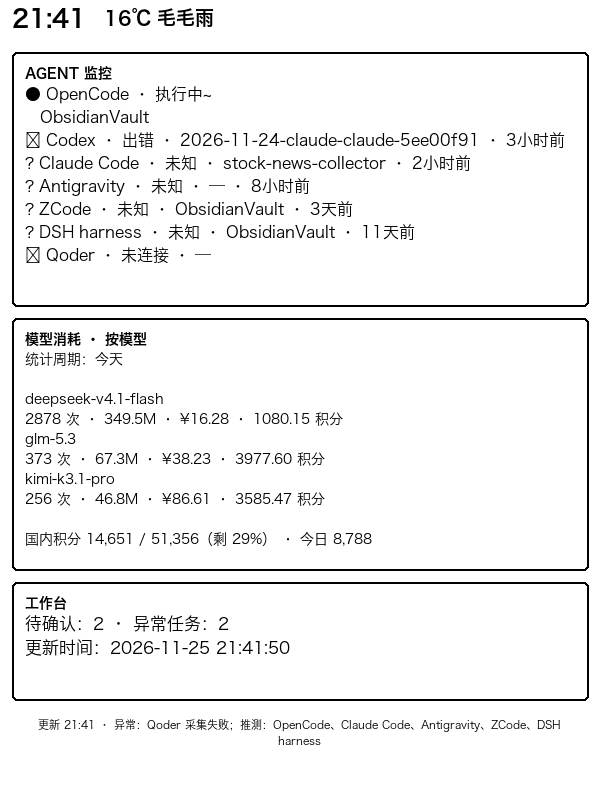 21:41 16℃ 毛毛雨
AGENT 监控
● OpenCode · 执行中~
ObsidianVault
☒ Codex · 出错 · 2026-11-24-claude-claude-5ee00f91 · 3小时前
? Claude Code · 未知 · stock-news-collector · 2小时前
? Antigravity · 未知 · — · 8小时前
? ZCode · 未知 · ObsidianVault · 3天前
? DSH harness · 未知 · ObsidianVault · 11天前
☒ Qoder · 未连接 · —
模型消耗 · 按模型
统计周期：今天
deepseek-v4.1-flash
2878 次 · 349.5M · ¥16.28 · 1080.15 积分
glm-5.3
373 次 · 67.3M · ¥38.23 · 3977.60 积分
kimi-k3.1-pro
256 次 · 46.8M · ¥86.61 · 3585.47 积分
国内积分 14,651 / 51,356（剩 29%） · 今日 8,788
工作台
待确认：2 · 异常任务：2
更新时间：2026-11-25 21:41:50
更新 21:41 · 异常：Qoder 采集失败；推测：OpenCode、Claude Code、Antigravity、ZCode、DSH
harness